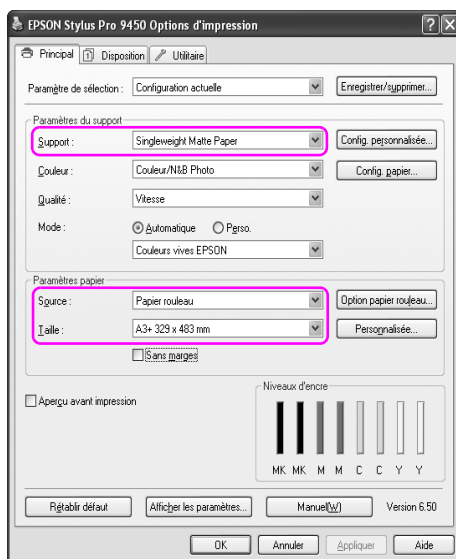 EPSON Stylus Pro 9450 Options d'impression
Principal Disposition Utilitaire
Paramètre de sélection : Configuration actuelle Enregistrer/supprimer...
Paramètres du support
Support : Singleweight Matte Paper Config. personnalisée...
Couleur : Couleur/N&B Photo Config. papier...
Qualité : Vitesse
Mode : Automatique Perso.
Couleurs vives EPSON
Paramètres papier
Source : Papier rouleau Option papier rouleau...
Taille : A3+ 329 x 483 mm Personnalisée...
Sans marges
Aperçu avant impression
Niveaux d'encre
MK MK M M C C Y Y
Rétablir défaut Afficher les paramètres... Manuel(W) Version 6.50
OK Annuler Appliquer Aide